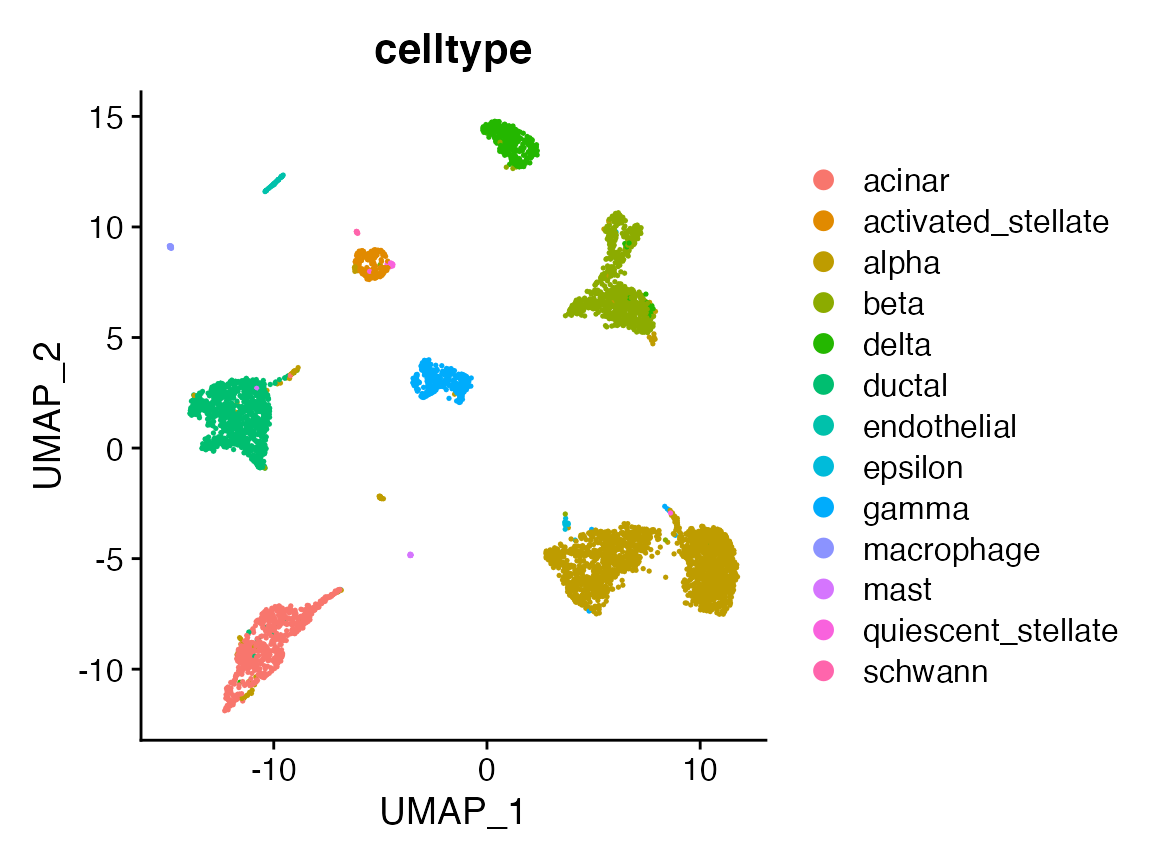 celltype
15
10
5
0
-5
-10
UMAP_2
-10 0 10
UMAP_1
acinar
activated_stellate
alpha
beta
delta
ductal
endothelial
epsilon
gamma
macrophage
mast
quiescent_stellate
schwann